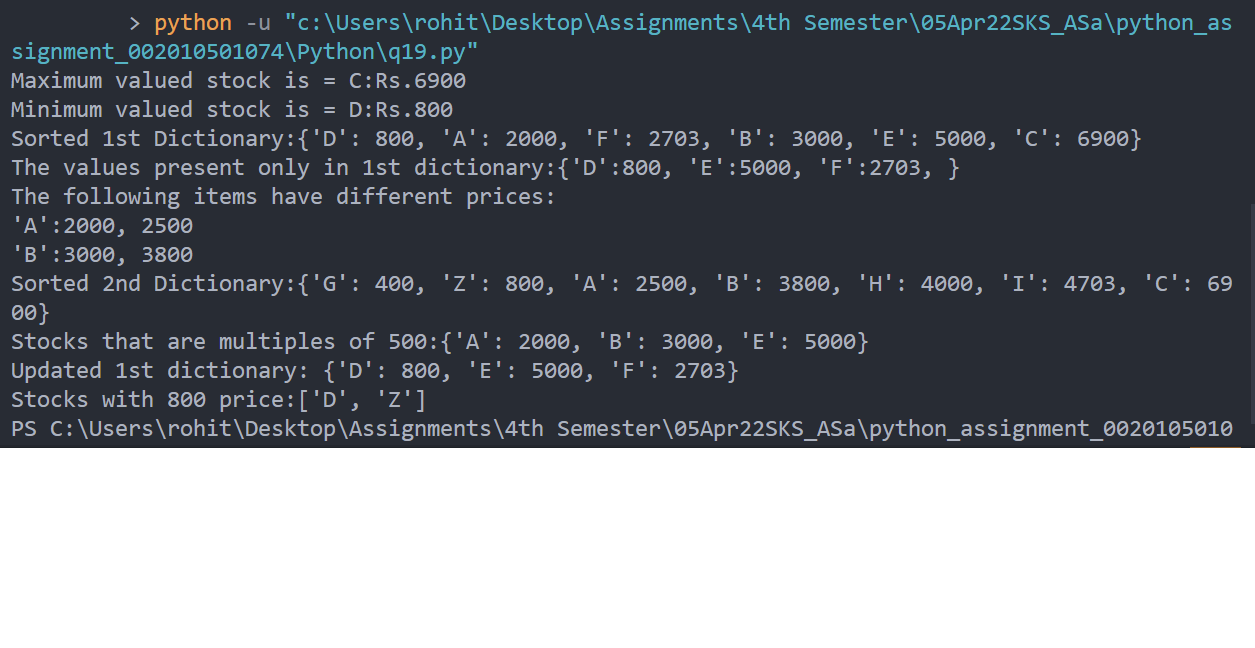 > python -u "c:\Users\rohit\Desktop\Assignments\4th Semester\05Apr22SKS_ASa\python_as
signment_002010501074\Python\q19.py"
Maximum valued stock is = C:Rs.6900
Minimum valued stock is = D:Rs.800
Sorted 1st Dictionary:{'D': 800, 'A': 2000, 'F': 2703, 'B': 3000, 'E': 5000, 'C': 6900}
The values present only in 1st dictionary:{'D':800, 'E':5000, 'F':2703, }
The following items have different prices:
'A':2000, 2500
'B':3000, 3800
Sorted 2nd Dictionary:{'G': 400, 'Z': 800, 'A': 2500, 'B': 3800, 'H': 4000, 'I': 4703, 'C': 69
00}
Stocks that are multiples of 500:{'A': 2000, 'B': 3000, 'E': 5000}
Updated 1st dictionary: {'D': 800, 'E': 5000, 'F': 2703}
Stocks with 800 price:['D', 'Z']
PS C:\Users\rohit\Desktop\Assignments\4th Semester\05Apr22SKS_ASa\python_assignment_0020105010